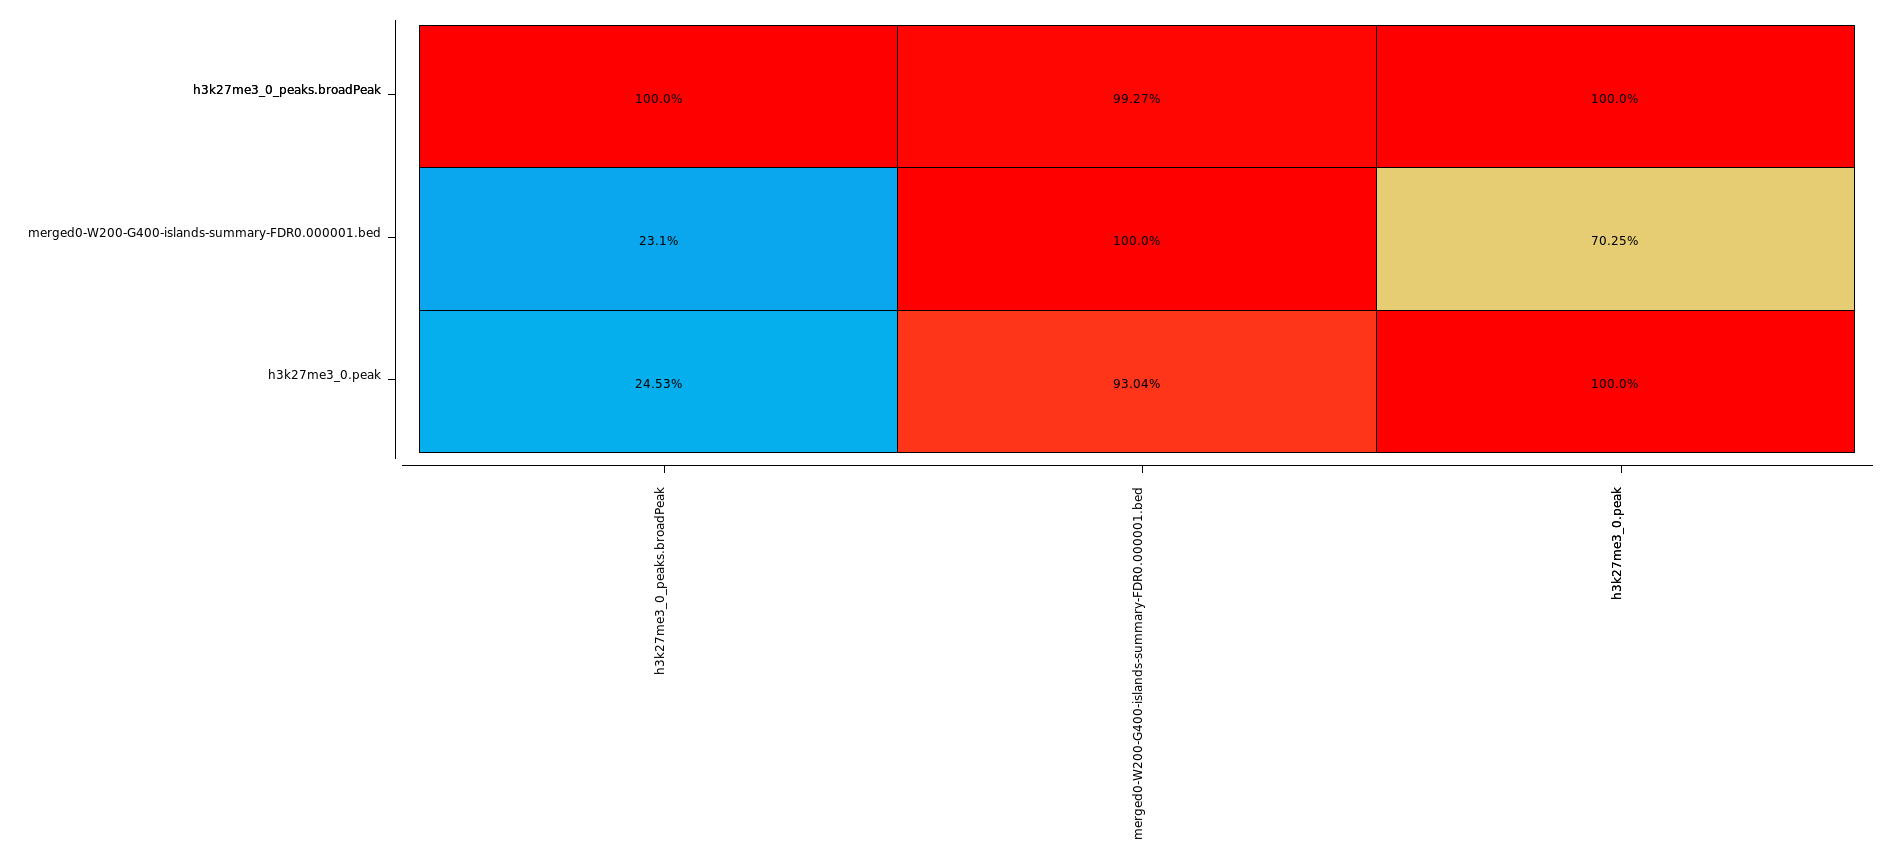 h3k27me3_0_peaks.broadPeak
100.0%
99.27%
100.0%
merged0-W200-G400-islands-summary-FDR0.000001.bed
23.1%
100.0%
70.25%
h3k27me3_0.peak
24.53%
93.04%
100.0%
h3k27me3_0_peaks.broadPeak
merged0-W200-G400-islands-summary-FDR0.000001.bed
h3k27me3_0.peak